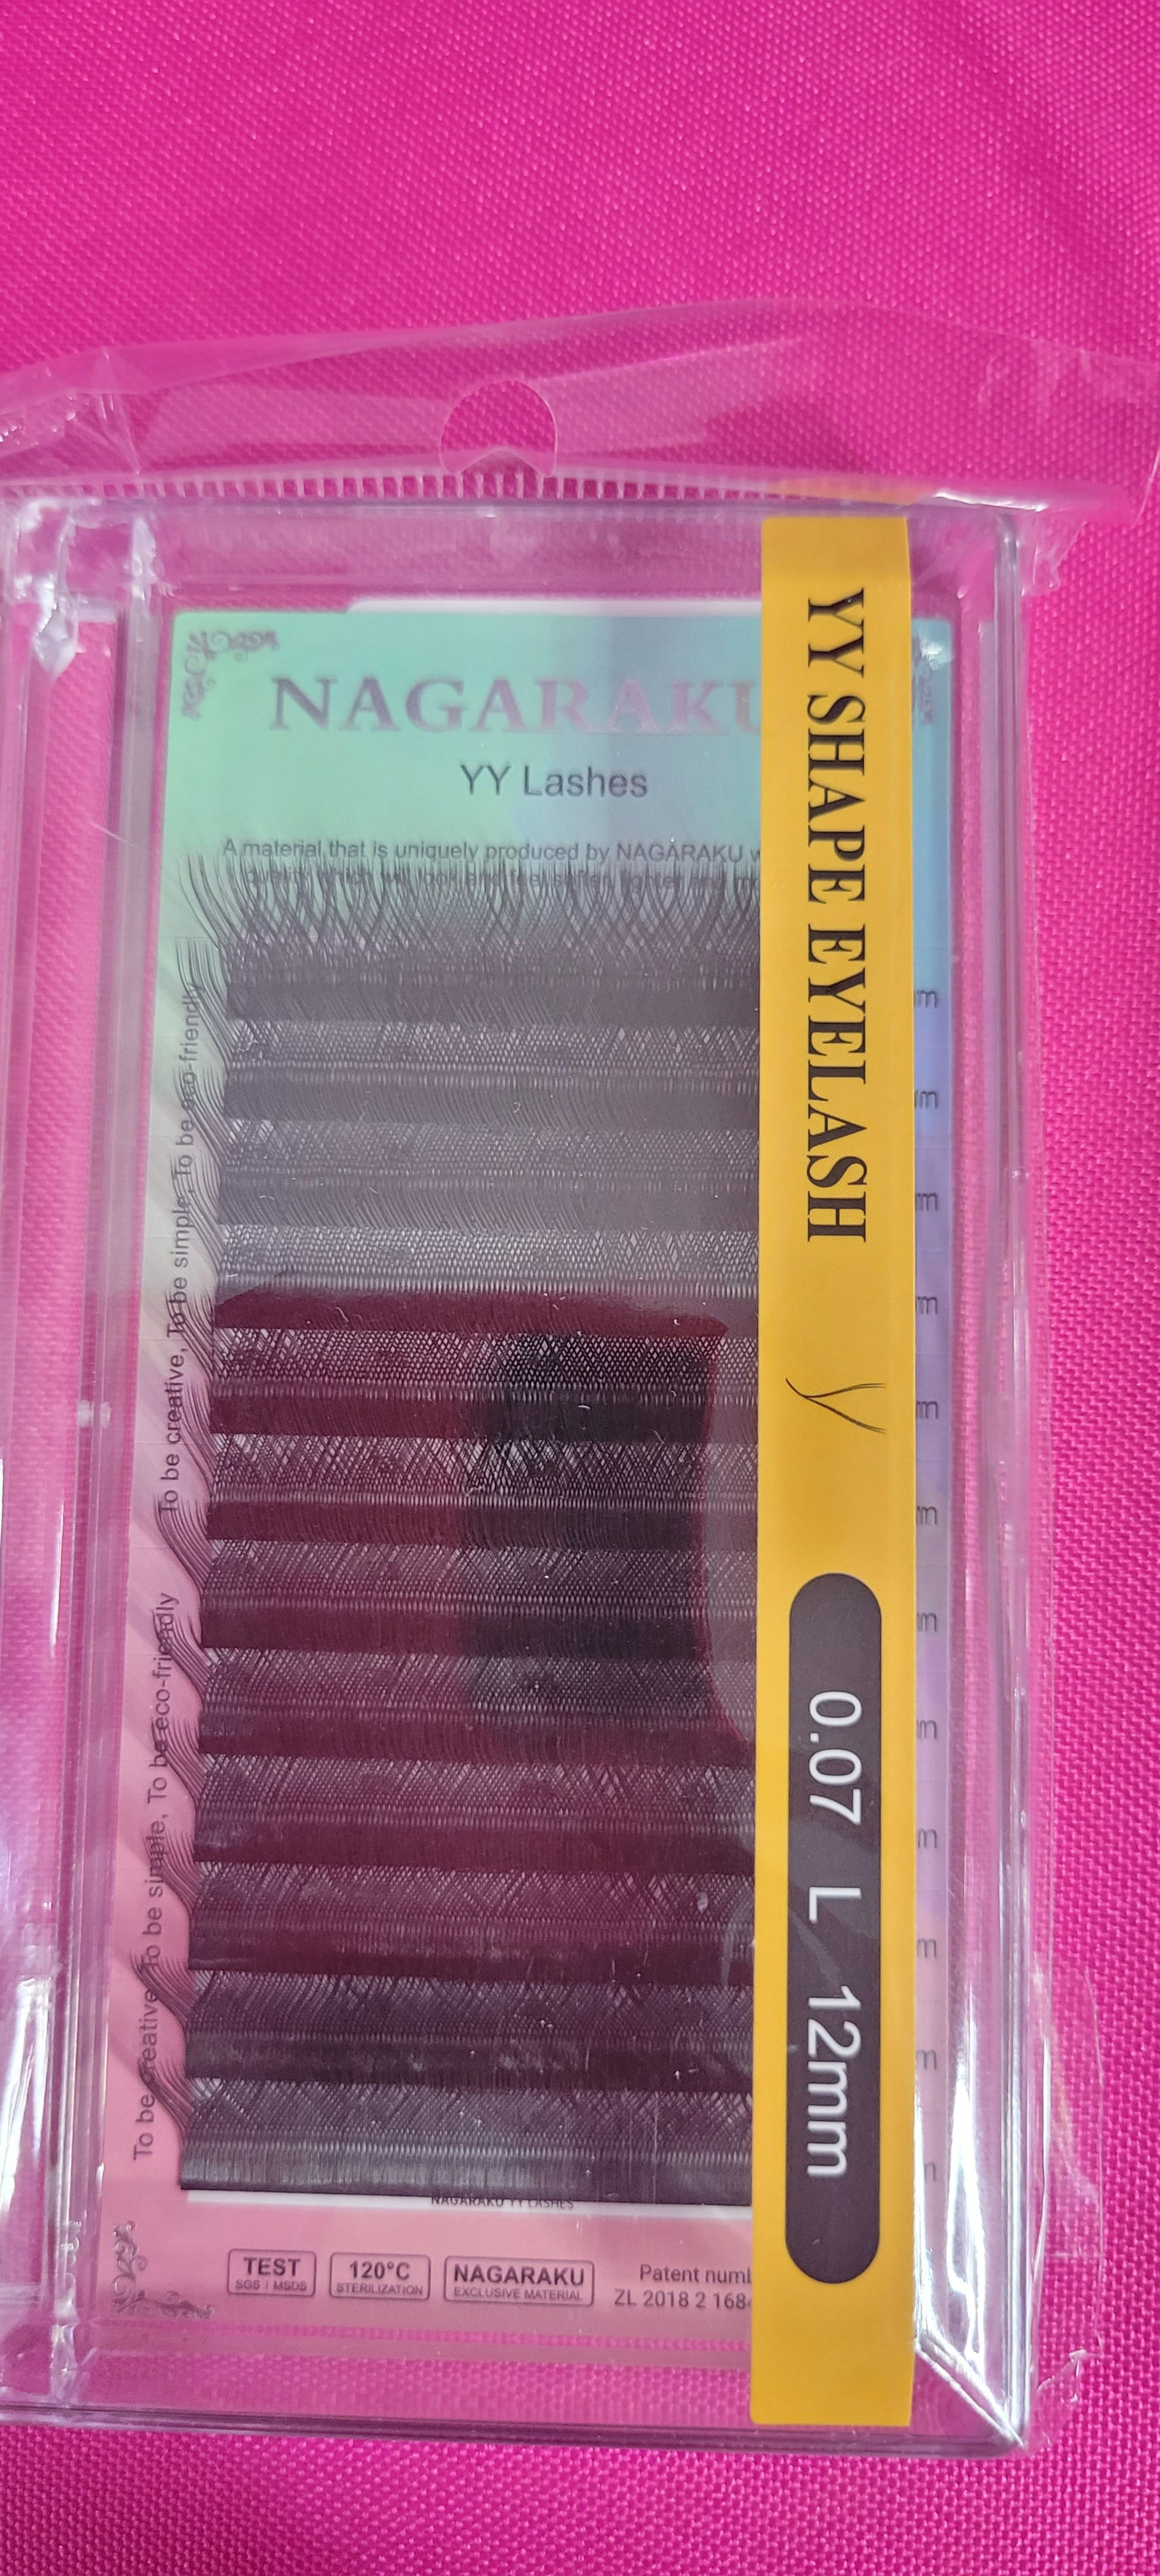 NAGARAKU
YY Lashes
A material that is uniquely produced by NAGARAKU
To be creative, To be simple, To be eco-friendly
To be creative, To be simple, To be eco-friendly
YY SHAPE EYELASH
0.07 L 12mm
NAGARAKU YY LASHES
TEST
SGS | MSDS
120°C
STERILIZATION
NAGARAKU
EXCLUSIVE MATERIAL
Patent
ZL 2018 2 168